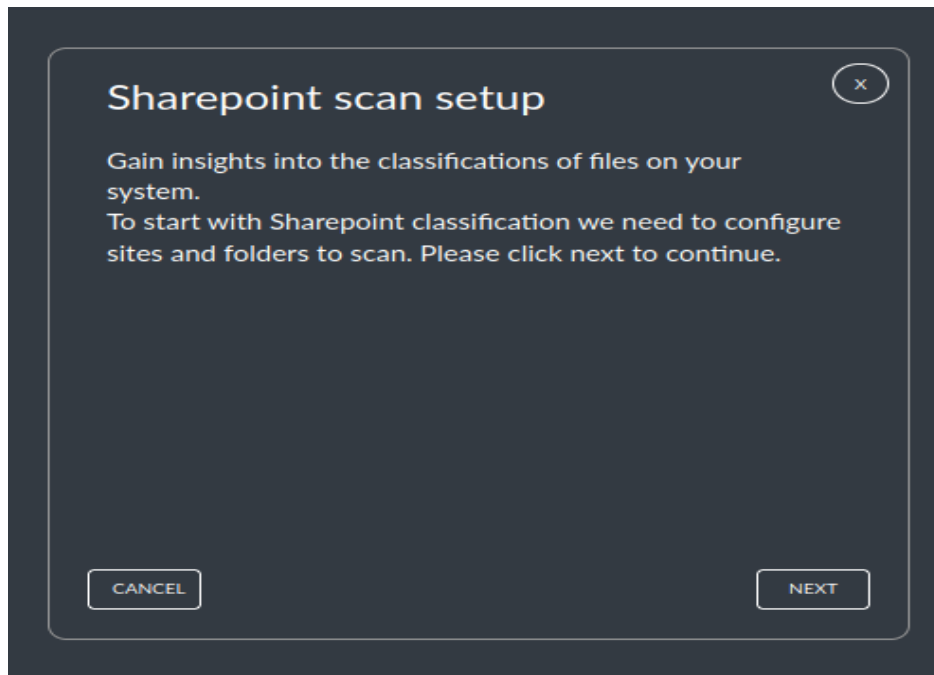 Sharepoint scan setup
X
Gain insights into the classifications of files on your
system.
To start with Sharepoint classification we need to configure
sites and folders to scan. Please click next to continue.
CANCEL
NEXT